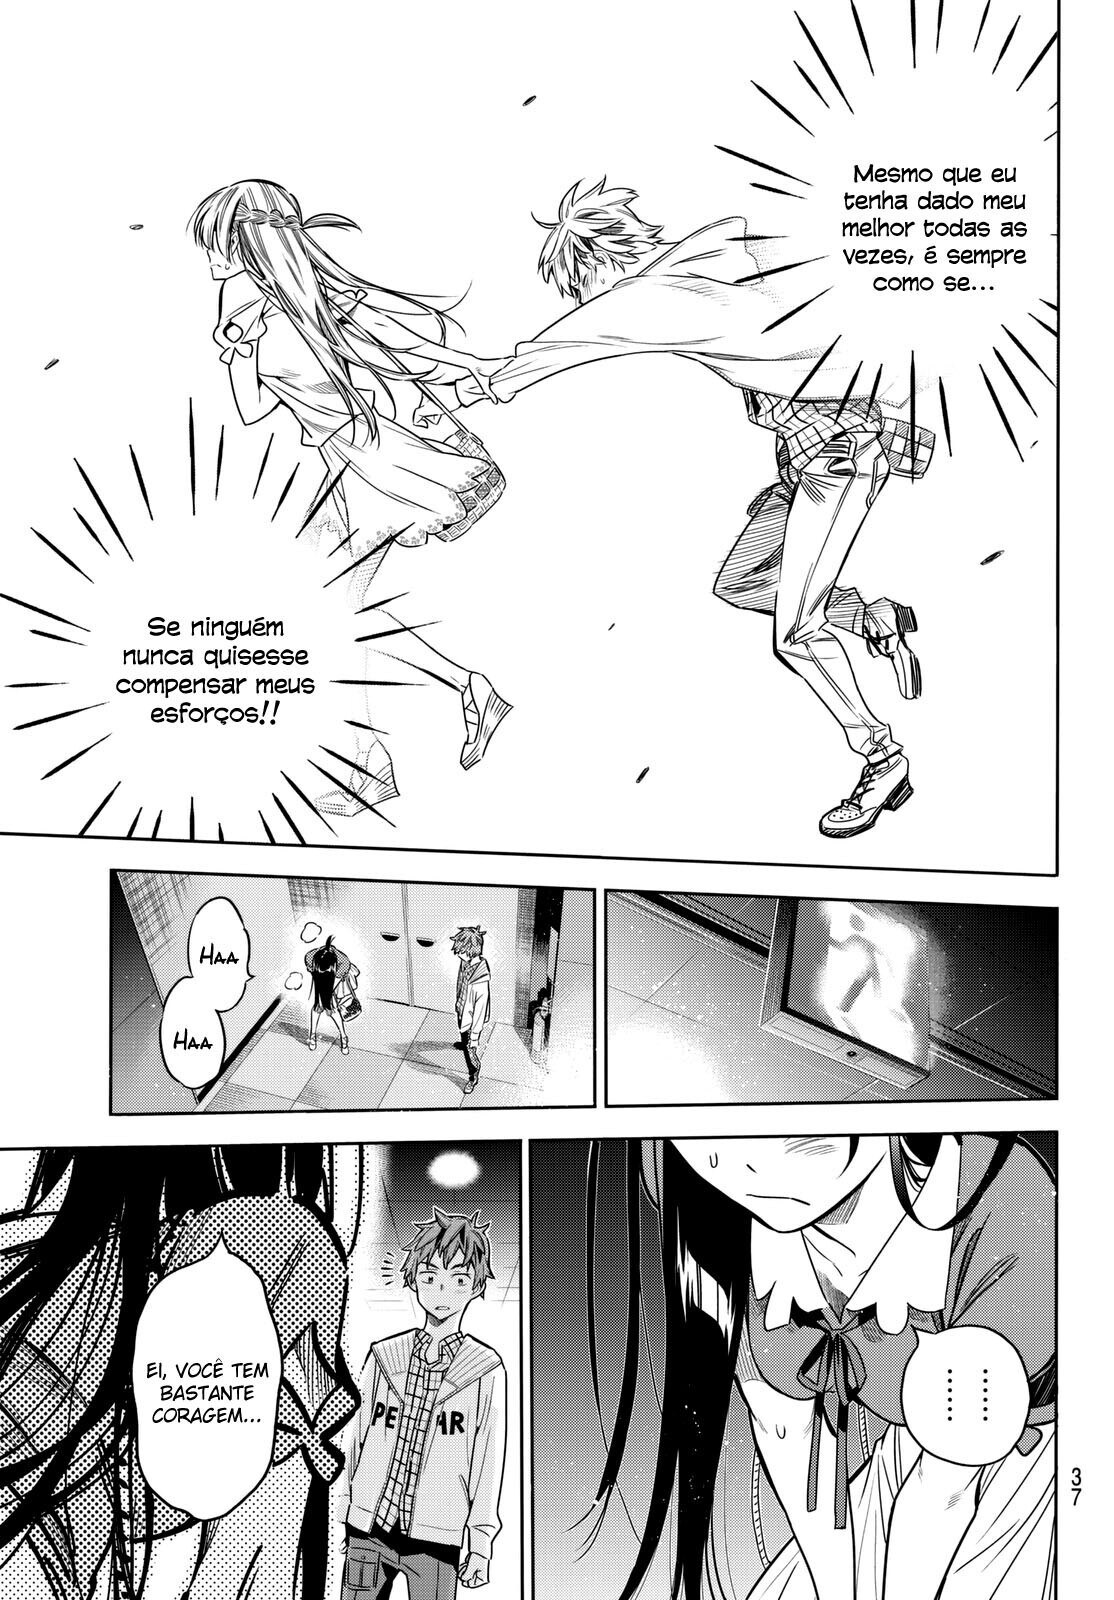 Mesmo que eu
tenha dado meu
melhor todas as
vezes, é sempre
como se...
Se ninguém
nunca quisesse
compensar meus
esforços!!
Haa
Haa
......
EI, VOCÊ TEM
BASTANTE
CORAGEM...
PE AR
37